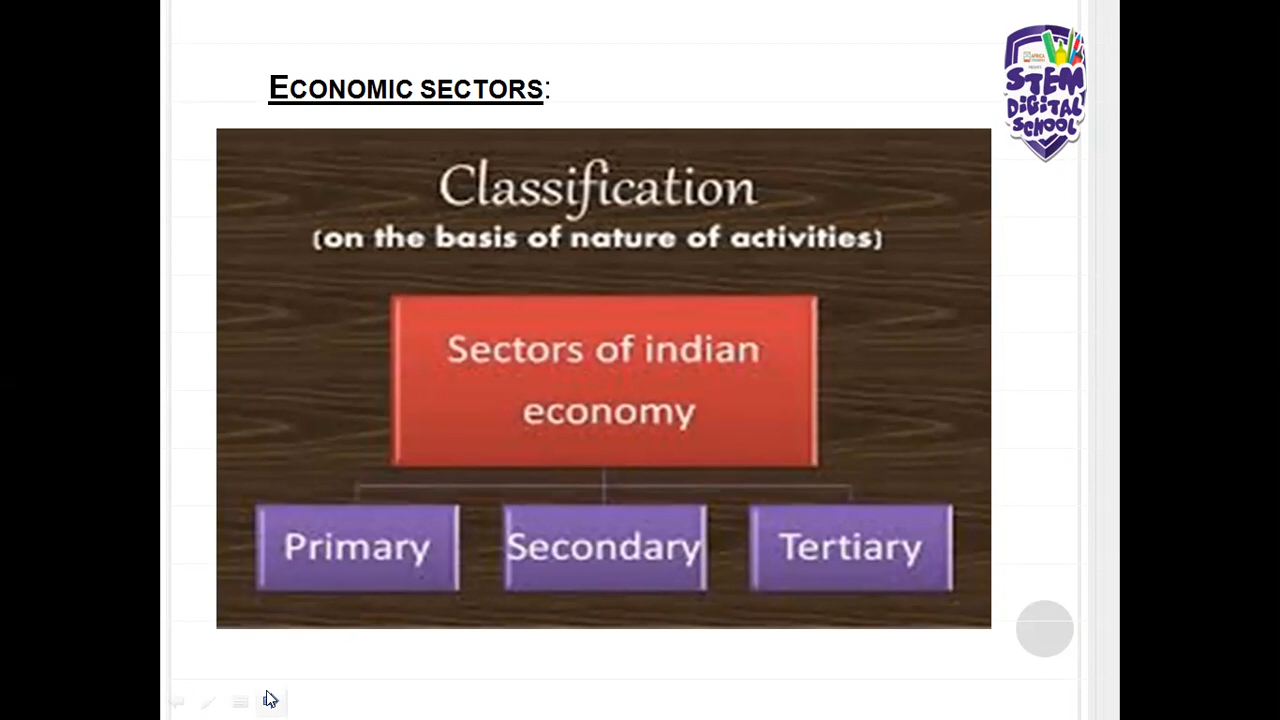 ECONOMIC SECTORS:
AFRICA
STEM
DIGITAL
SCHOOL
Classification
(on the basis of nature of activities)
Sectors of indian
economy
Primary Secondary Tertiary